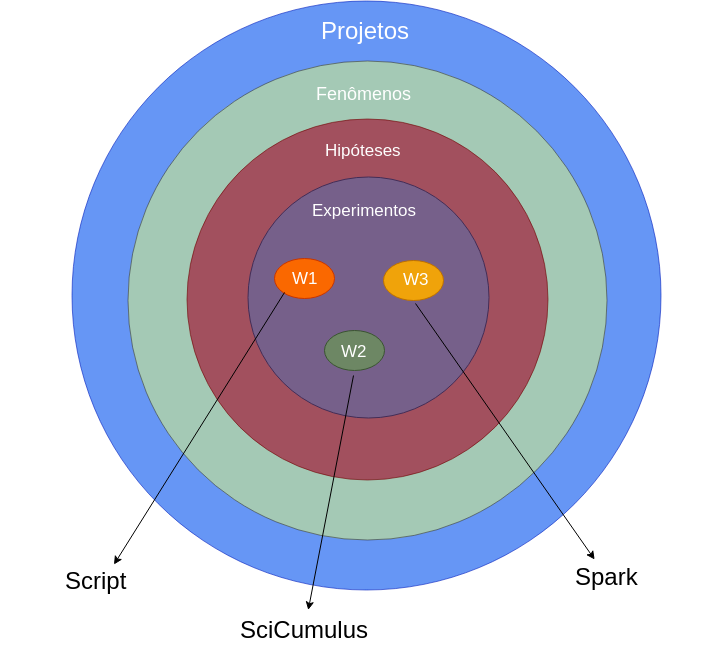 Projetos
Fenômenos
Hipóteses
Experimentos
W1
W3
W2
Script
Spark
SciCumulus